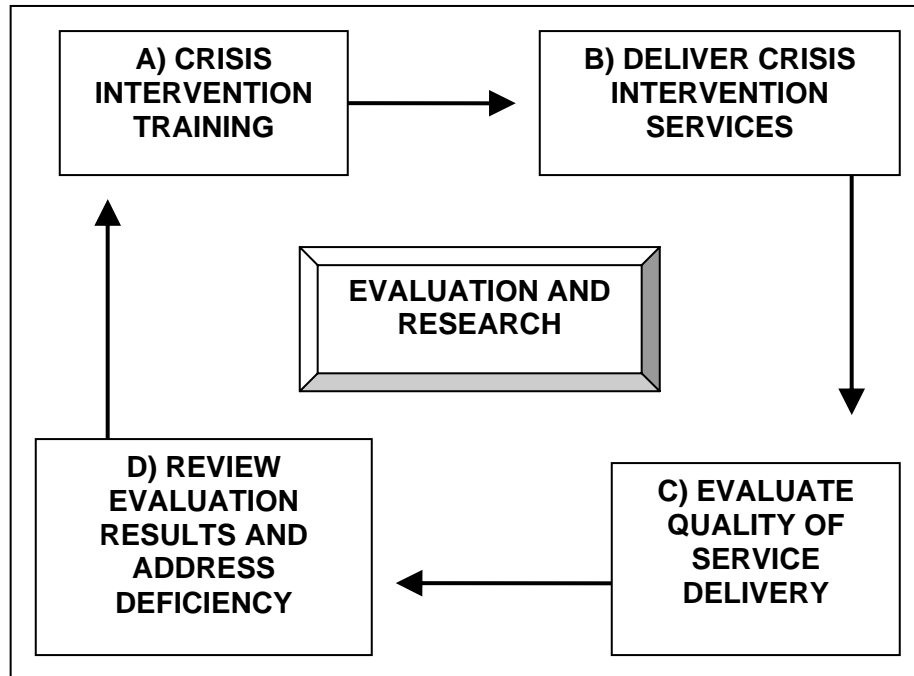 A) CRISIS
INTERVENTION
TRAINING
B) DELIVER CRISIS
INTERVENTION
SERVICES
EVALUATION AND
RESEARCH
D) REVIEW
EVALUATION
RESULTS AND
ADDRESS
DEFICIENCY
C) EVALUATE
QUALITY OF
SERVICE
DELIVERY